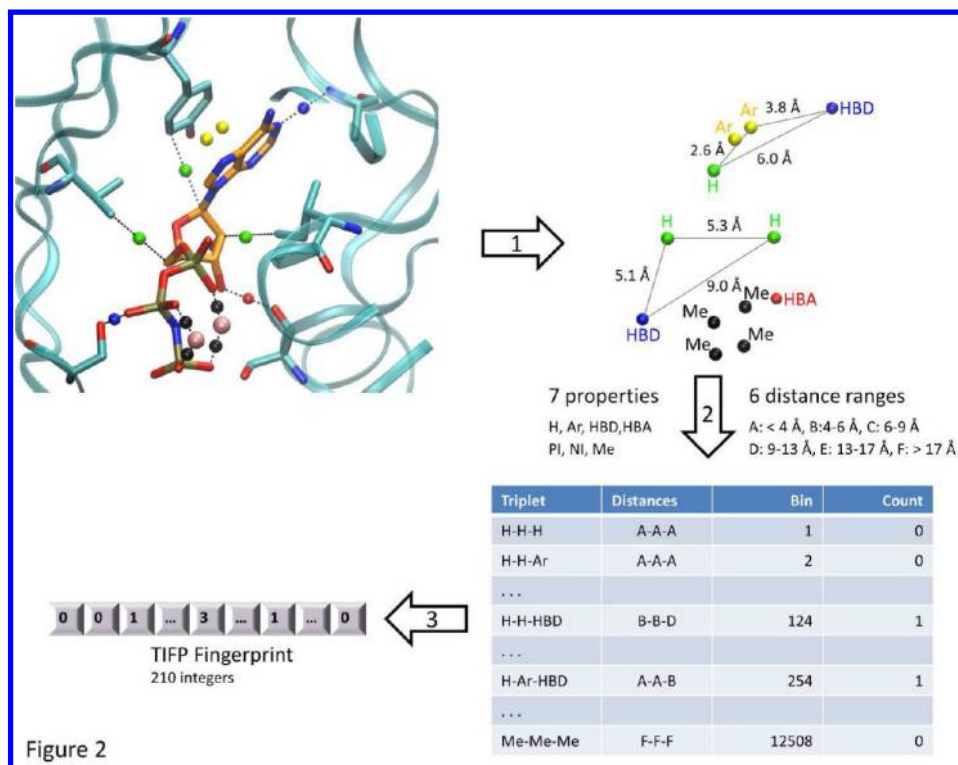 Ar
Ar
3.8 Å
HBD
2.6 Å
6.0 Å
H
1
H
5.3 Å
H
5.1 Å
9.0 Å
HBD
Me
Me
HBA
Me
Me
7 properties
H, Ar, HBD,HBA
PI, NI, Me
2
6 distance ranges
A: < 4 Å, B:4-6 Å, C: 6-9 Å
D: 9-13 Å, E: 13-17 Å, F: > 17 Å
Triplet Distances Bin Count
H-H-H A-A-A 1 0
H-H-Ar A-A-A 2 0
...
H-H-HBD B-B-D 124 1
...
H-Ar-HBD A-A-B 254 1
...
Me-Me-Me F-F-F 12508 0
3
0 0 1 ... 3 ... 1 ... 0
TIFP Fingerprint
210 integers
Figure 2